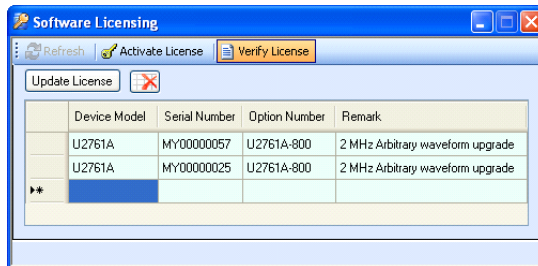 Software Licensing
Refresh Activate License Verify License
Update License
Device Model Serial Number Option Number Remark
U2761A MY00000057 U2761A-800 2 MHz Arbitrary waveform upgrade
U2761A MY00000025 U2761A-800 2 MHz Arbitrary waveform upgrade